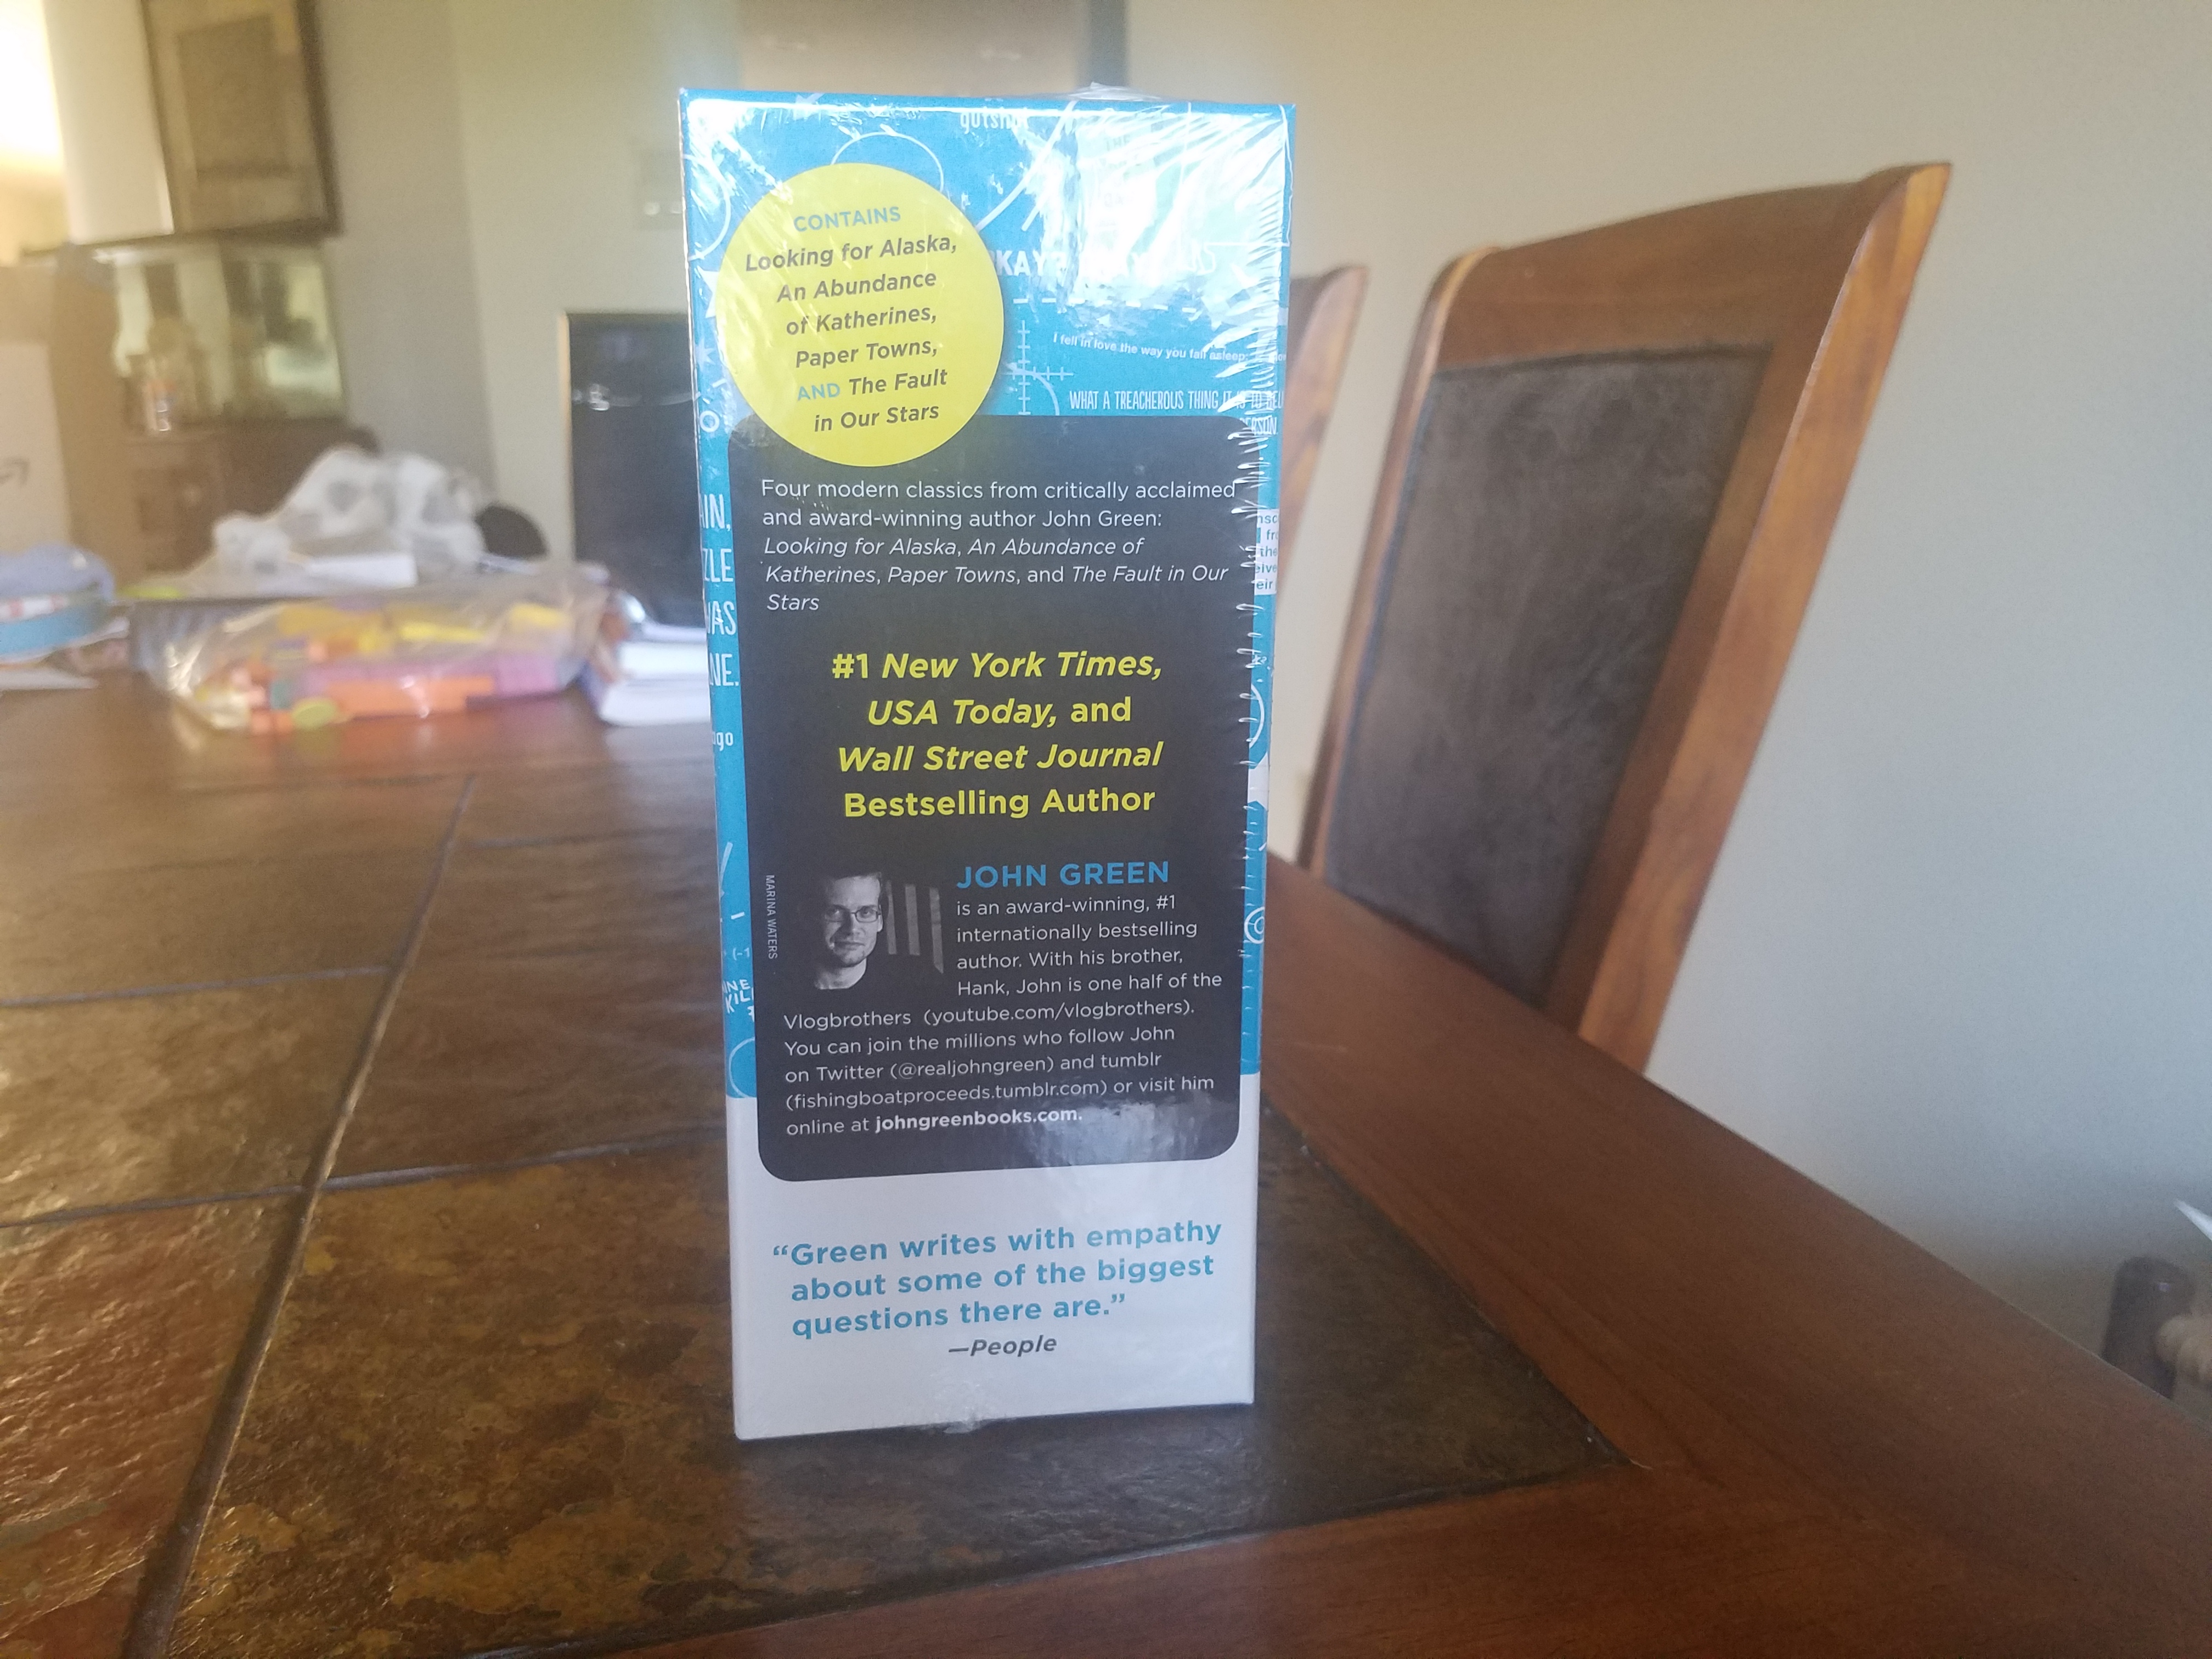 CONTAINS
Looking for Alaska,
An Abundance
of Katherines,
Paper Towns,
AND The Fault
in Our Stars
I fell in love the way you fall asleep:
WHAT A TREACHEROUS THING IT IS TO
Four modern classics from critically acclaimed
and award-winning author John Green:
Looking for Alaska, An Abundance of
Katherines, Paper Towns, and The Fault in Our
Stars
#1 New York Times,
USA Today, and
Wall Street Journal
Bestselling Author
MARINA WATERS
JOHN GREEN
is an award-winning, #1
internationally bestselling
author. With his brother,
Hank, John is one half of the
Vlogbrothers (youtube.com/vlogbrothers).
You can join the millions who follow John
on Twitter (@realjohngreen) and tumblr
(fishingboatproceeds.tumblr.com) or visit him
online at johngreenbooks.com.
“Green writes with empathy
about some of the biggest
questions there are.”
—People